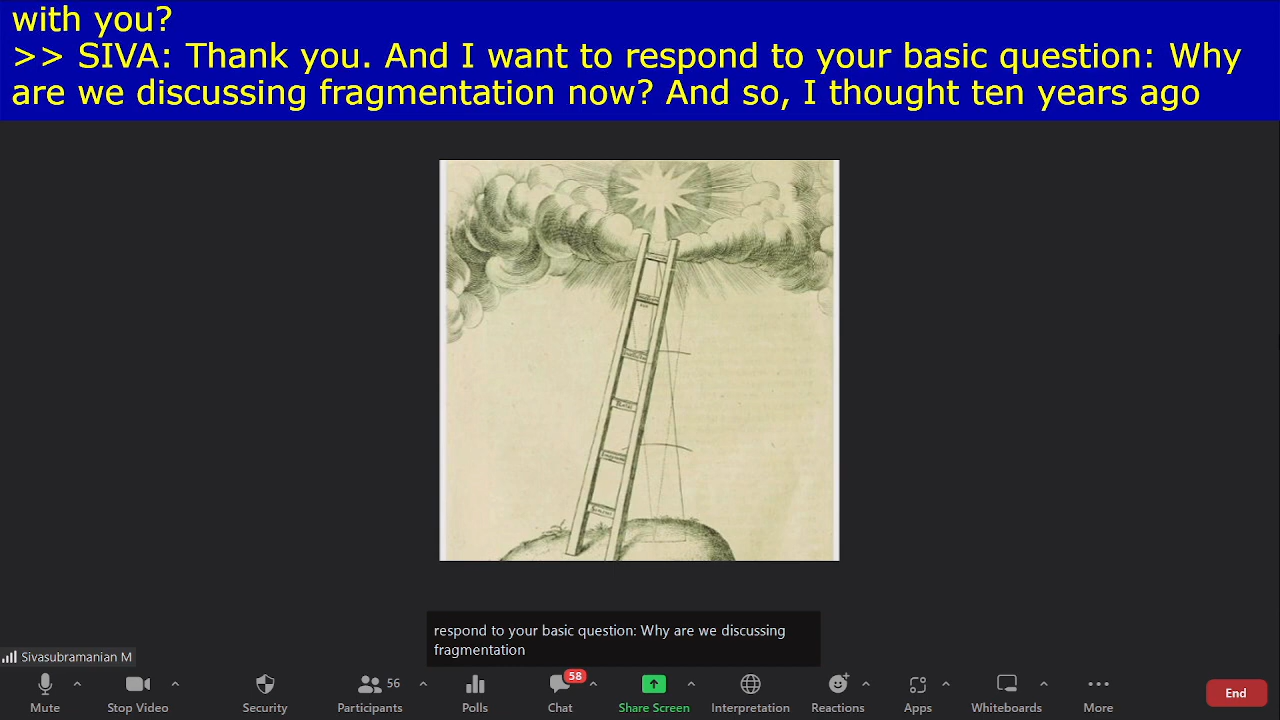 with you?
>> SIVA: Thank you. And I want to respond to your basic question: Why
are we discussing fragmentation now? And so, I thought ten years ago
respond to your basic question: Why are we discussing
fragmentation
Sivasubramanian M
58
56
Mute
Stop Video
Security
Participants
Polls
Chat
Share Screen
Interpretation
Reactions
Apps
Whiteboards
More
End